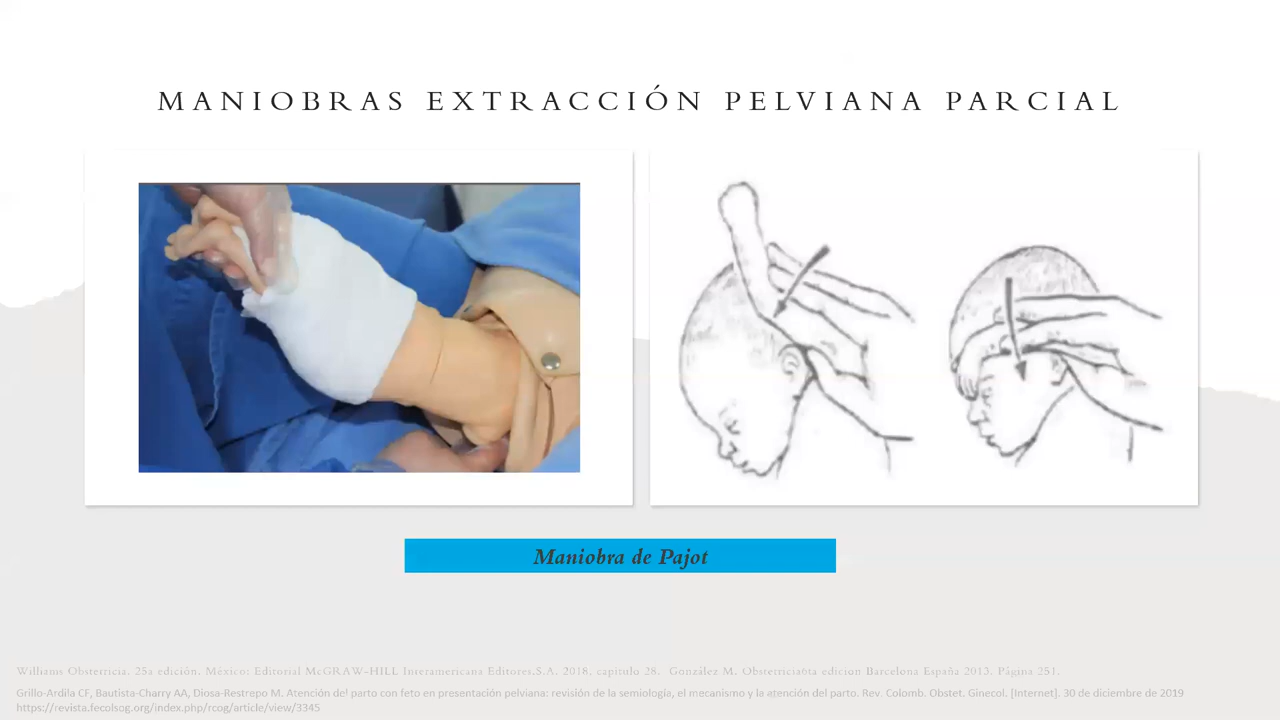 MANIOBRAS EXTRACCIÓN PELVIANA PARCIAL
Maniobra de Pajot
Williams Obstetricia. 25a edición. México: Editorial McGRAW-HILL Interamericana Editores,S.A. 2018. capitulo 28. González M. Obstetricia6ta edicion Barcelona España 2013. Página 251.
Grillo-Ardila CF, Bautista-Charry AA, Diosa-Restrepo M. Atención del parto con feto en presentación pelviana: revisión de la semiología, el mecanismo y la atención del parto. Rev. Colomb. Obstet. Ginecol. [Internet]. 30 de diciembre de 2019
https://revista.fecolsog.org/index.php/rcog/article/view/3345